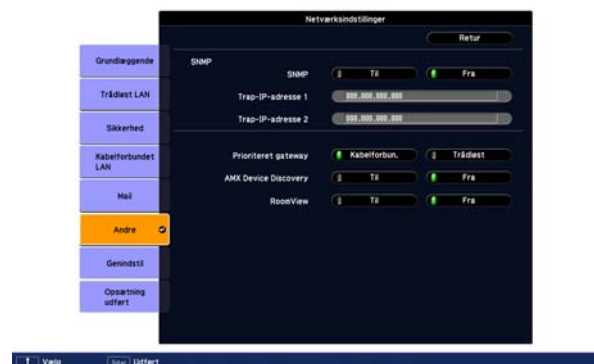 Netværksindstillinger
Retur
Grundlæggende
Trådløst LAN
Sikkerhed
Kabelforbundet
LAN
Mail
Andre
Genindstil
Opsætning
udført
SNMP
SNMP Til Fra
Trap-IP-adresse 1
Trap-IP-adresse 2
Prioriteret gateway Kabelforbun. Trådløst
AMX Device Discovery Til Fra
RoomView Til Fra
Vælg Udført